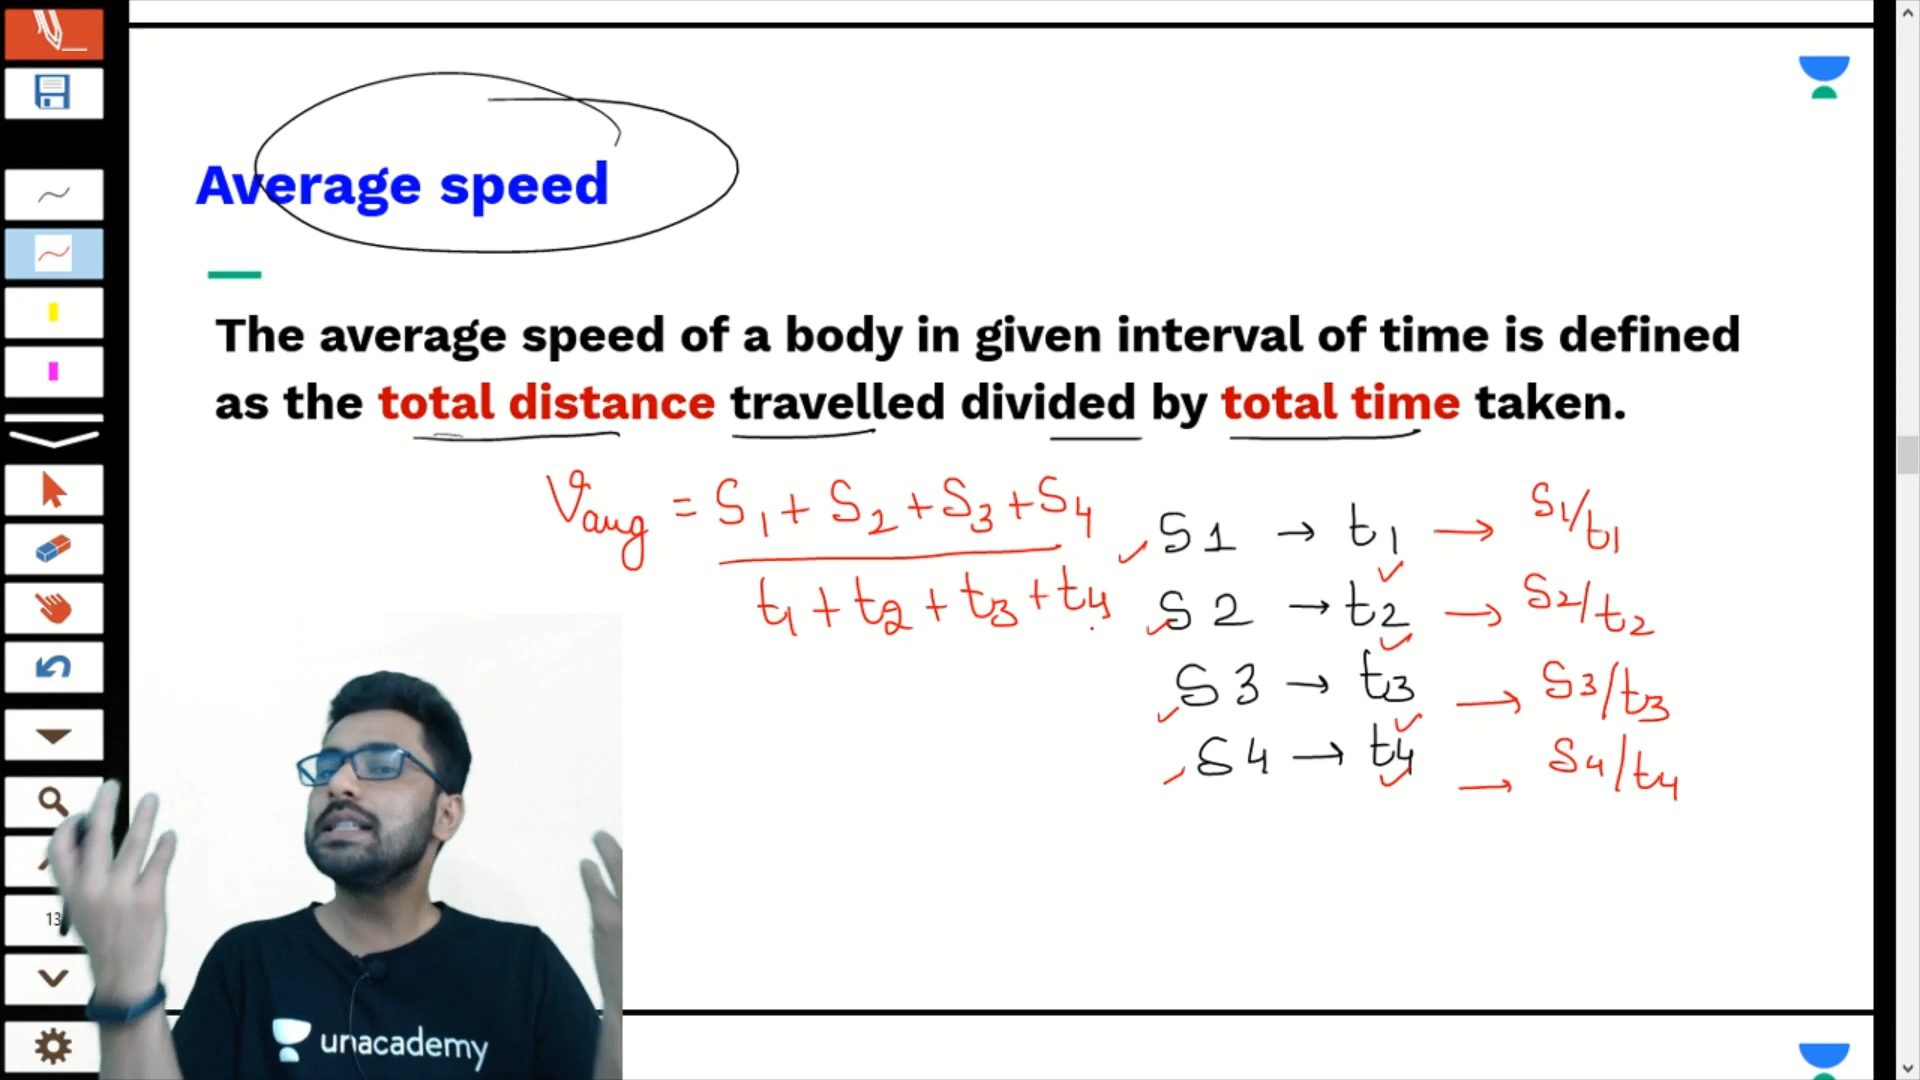 Average speed
The average speed of a body in given interval of time is defined
as the total distance travelled divided by total time taken.
Vavg = S1 + S2 + S3 + S4
t1 + t2 + t3 + t4
S1 → t1 → S1/t1
S2 → t2 → S2/t2
S3 → t3 → S3/t3
S4 → t4 → S4/t4
13
unacademy